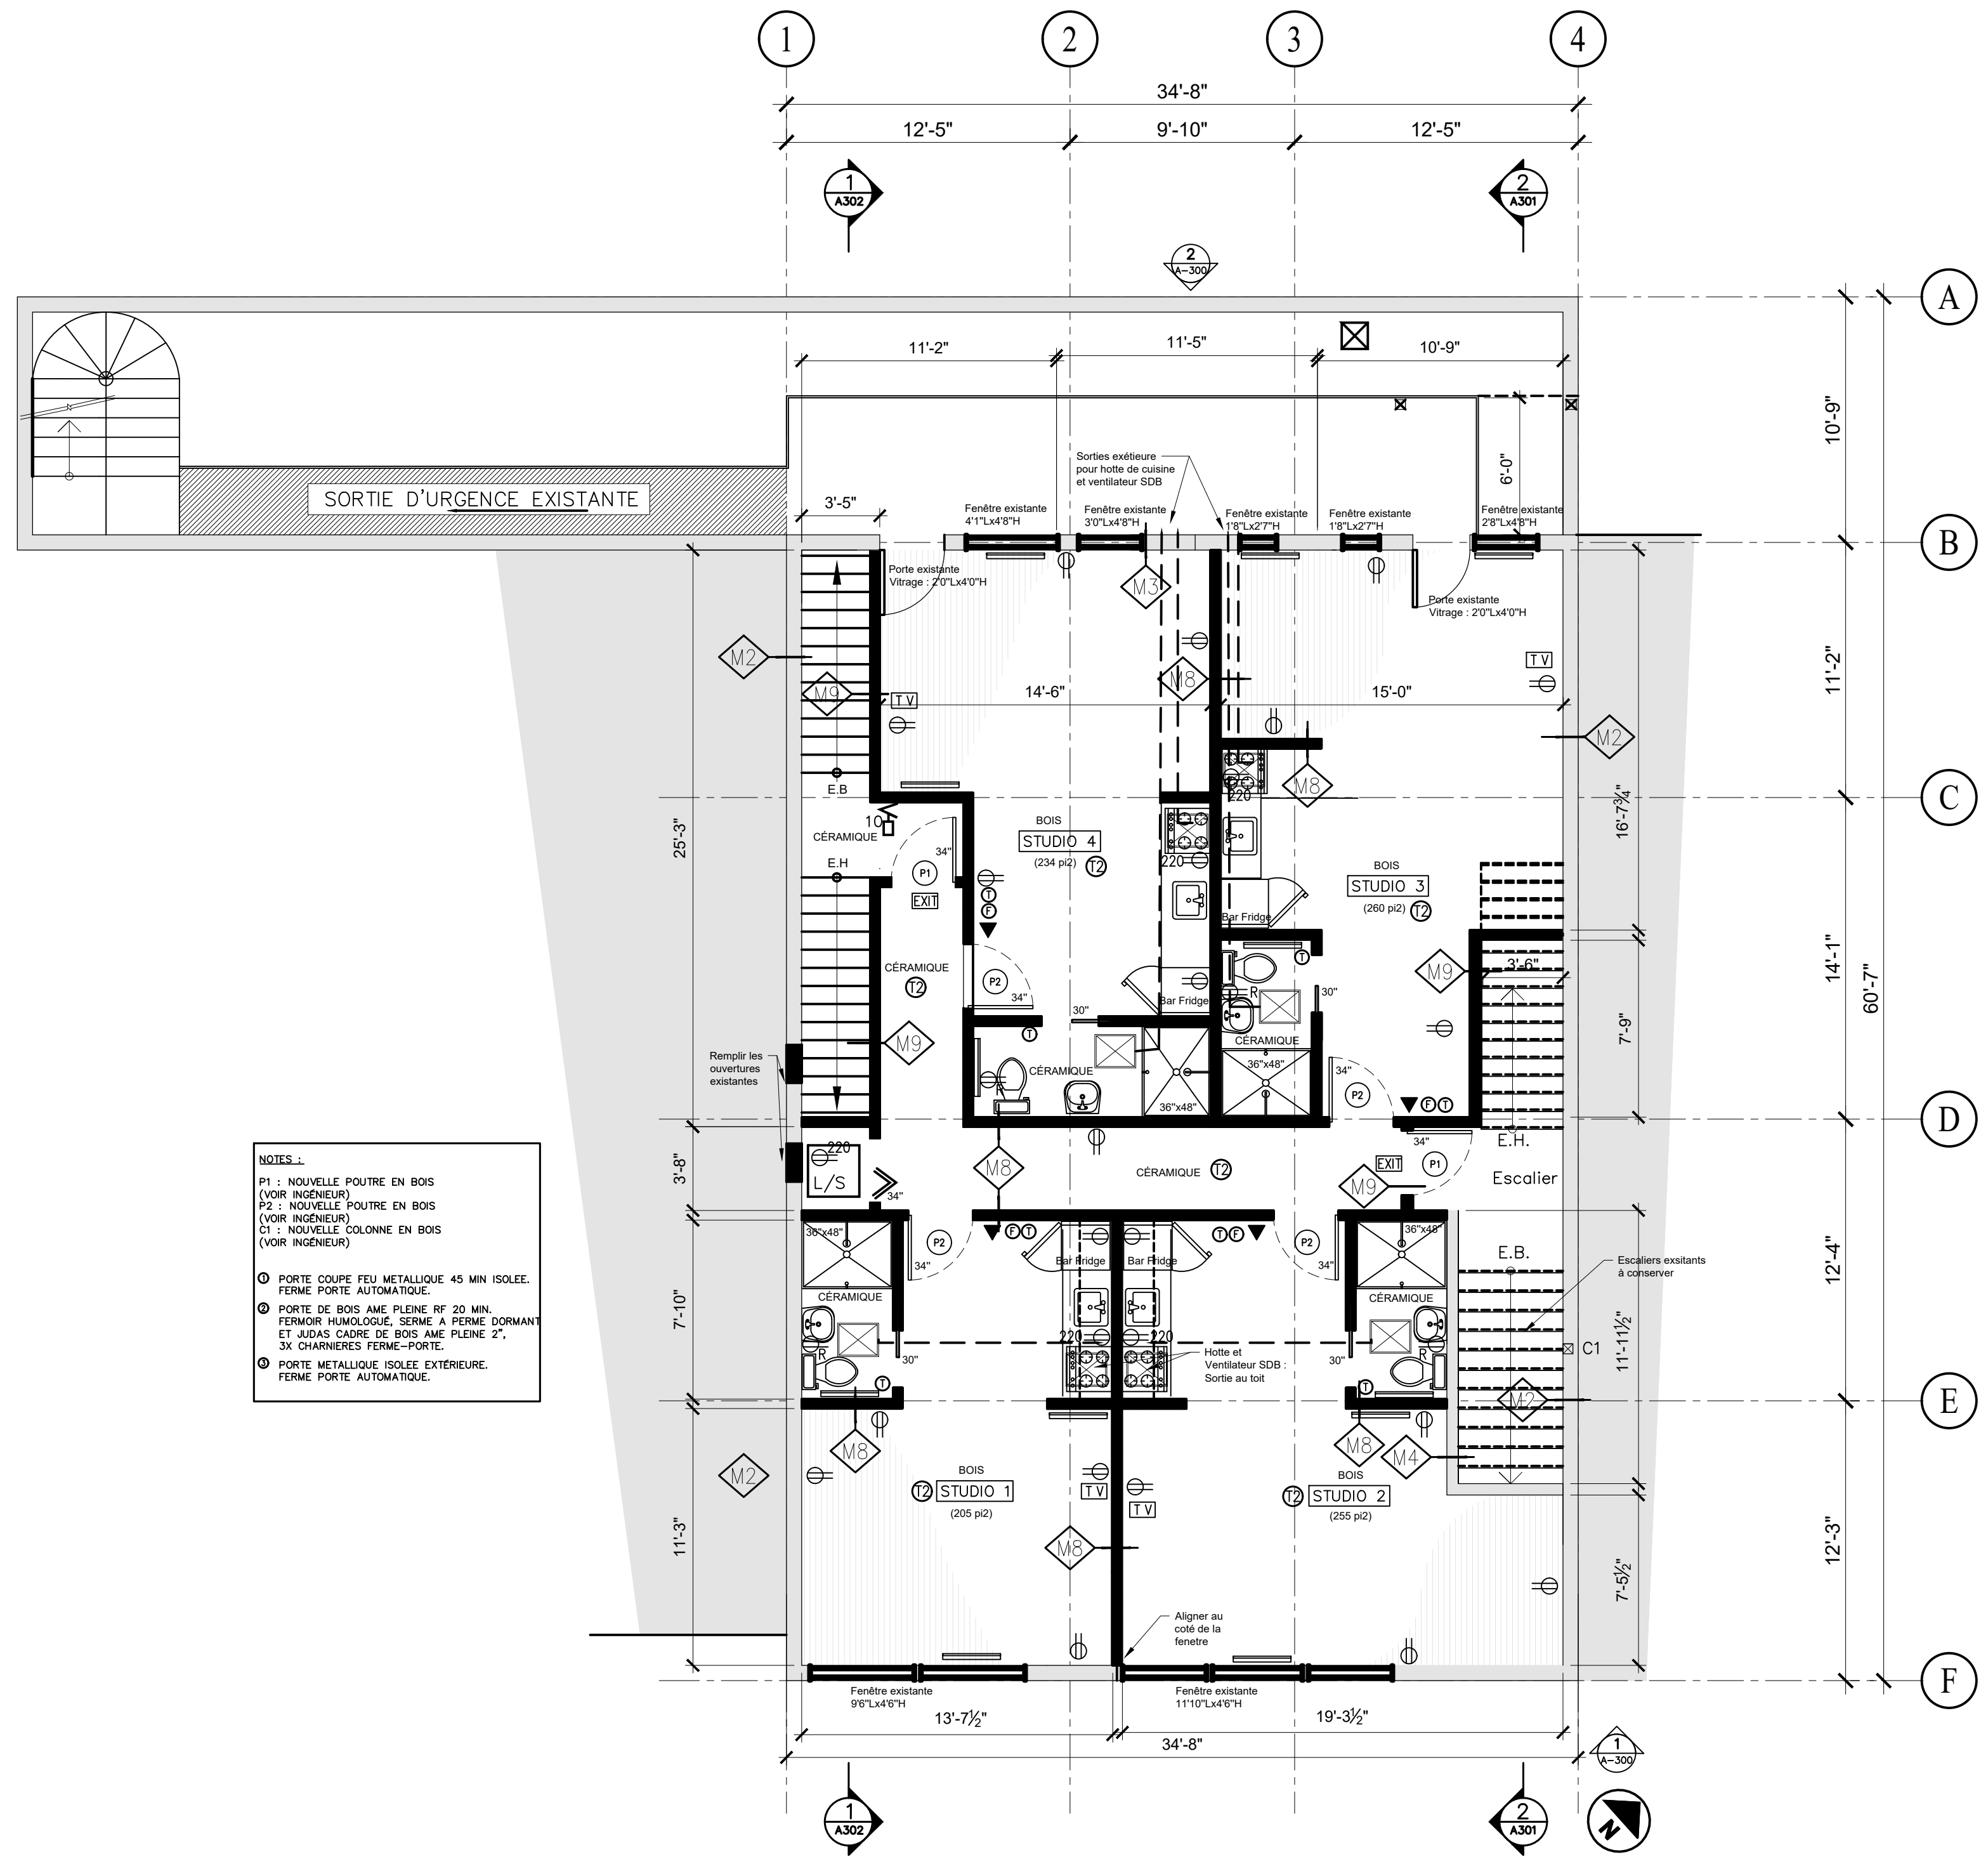 1 2 3 4
34'-8"
12'-5" 9'-10" 12'-5"
1
A302
2
A301
2
A-300
A
11'-2" 11'-5" 10'-9"
10'-9"
6'-0"
Sorties exétieure
pour hotte de cuisine
et ventilateur SDB
SORTIE D'URGENCE EXISTANTE
3'-5"
Fenêtre existante
4'1"Lx4'8"H
Fenêtre existante
3'0"Lx4'8"H
Fenêtre existante
1'8"Lx2'7"H
Fenêtre existante
1'8"Lx2'7"H
Fenêtre existante
2'8"Lx4'8"H
B
Porte existante
Vitrage : 2'0"Lx4'0"H
M3
Porte existante
Vitrage : 2'0"Lx4'0"H
M2
M9
TV
14'-6"
M8
15'-0"
TV
M2
11'-2"
E.B
M8
220
C
10
CÉRAMIQUE
25'-3"
E.H
34"
P1
EXIT
BOIS
STUDIO 4
(234 pi2)
T2
220
T
F
BOIS
STUDIO 3
(260 pi2)
T2
16'-7¾"
Bar Fridge
CÉRAMIQUE
T2
P2
34"
30"
Bar Fridge
T
R
30"
M9
3'-6"
14'-1"
60'-7"
M9
T
CÉRAMIQUE
R
36"x48"
CÉRAMIQUE
36"x48"
34"
P2
F T
7'-9"
Remplir les
ouvertures
existantes
D
220
L/S
34"
M8
CÉRAMIQUE
T2
34"
EXIT
P1
M9
E.H.
Escalier
3'-8"
NOTES :
P1 : NOUVELLE POUTRE EN BOIS
(VOIR INGÉNIEUR)
P2 : NOUVELLE POUTRE EN BOIS
(VOIR INGÉNIEUR)
C1 : NOUVELLE COLONNE EN BOIS
(VOIR INGÉNIEUR)
1 PORTE COUPE FEU METALLIQUE 45 MIN ISOLEE.
FERME PORTE AUTOMATIQUE.
2 PORTE DE BOIS AME PLEINE RF 20 MIN.
FERMOIR HUMOLOGUÉ, SERME A PERME DORMANT
ET JUDAS CADRE DE BOIS AME PLEINE 2",
3X CHARNIERES FERME-PORTE.
3 PORTE METALLIQUE ISOLEE EXTÉRIEURE.
FERME PORTE AUTOMATIQUE.
36"x48"
P2
34"
F T
Bar Fridge
Bar Fridge
T F
P2
34"
36"x48"
E.B.
Escaliers exsitants
à conserver
12'-4"
7'-10"
CÉRAMIQUE
R
30"
T
220
220
Hotte et
Ventilateur SDB :
Sortie au toit
CÉRAMIQUE
30"
R
T
C1
11'-11½"
M2
E
M8
M8
M4
M2
BOIS
T2
STUDIO 1
(205 pi2)
TV
TV
BOIS
T2
STUDIO 2
(255 pi2)
M8
11'-3"
7'-5½"
12'-3"
Aligner au
coté de la
fenetre
Fenêtre existante
9'6"Lx4'6"H
Fenêtre existante
11'10"Lx4'6"H
F
13'-7½" 19'-3½"
34'-8"
1
A-300
1
A302
2
A301
N